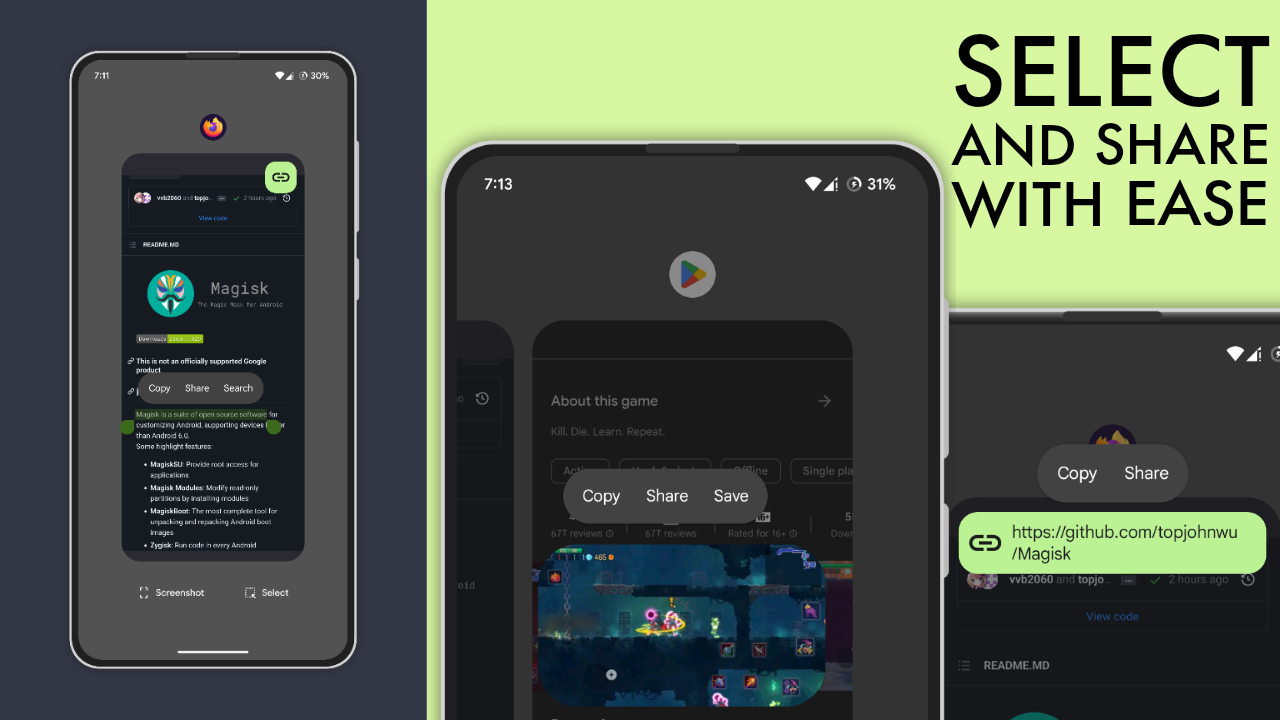 7:11
30%
vvb2060 and topjo...
2 hours ago
View code
README.MD
Magisk
The Magic Mask for Android
Downloads
This is not an officially supported Google
product
Copy Share Search
Magisk is a suite of open source software for
customizing Android, supporting devices
than Android 6.0.
Some highlight features:
MagiskSU: Provide root access for
applications
Magisk Modules: Modify read-only
partitions by installing modules
MagiskBoot: The most complete tool for
unpacking and repacking Android boot
images
Zygisk: Run code in every Android
Screenshot Select
SELECT
AND SHARE
WITH EASE
7:13
31%
About this game
Kill. Die. Learn. Repeat.
Offline
Single pla
Copy Share Save
16+
67T reviews
67T reviews
Rated for 16+
Down
465
oid
Copy Share
https://github.com/topjohnwu
/Magisk
vvb2060 and topjo...
2 hours ago
View code
README.MD